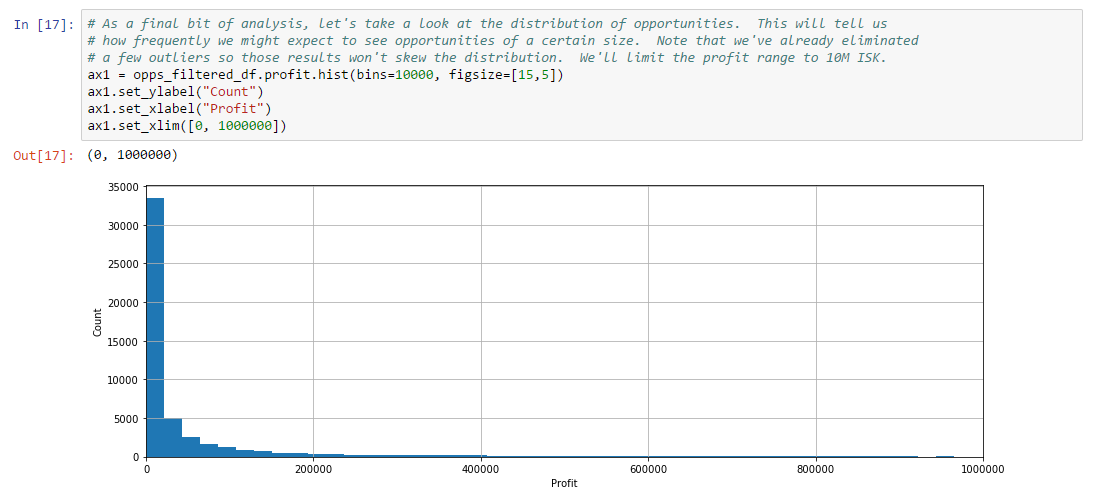 In [17]: # As a final bit of analysis, let's take a look at the distribution of opportunities.  This will tell us
# how frequently we might expect to see opportunities of a certain size.  Note that we've already eliminated
# a few outliers so those results won't skew the distribution.  We'll limit the profit range to 10M ISK.
ax1 = opps_filtered_df.profit.hist(bins=10000, figsize=[15,5])
ax1.set_ylabel("Count")
ax1.set_xlabel("Profit")
ax1.set_xlim([0, 1000000])
Out[17]: (0, 1000000)
35000
30000
25000
20000
15000
10000
5000
0
Count
0 200000 400000 600000 800000 1000000
Profit